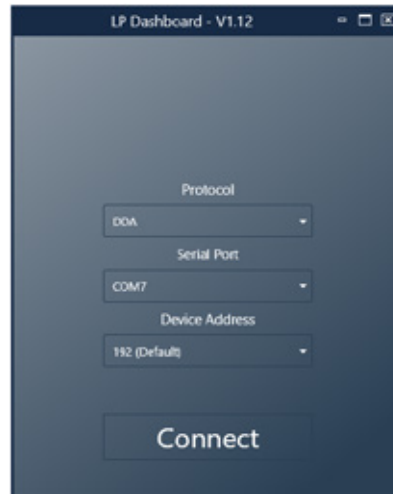 LP Dashboard - V1.12
Protocol
DDA
Serial Port
COM7
Device Address
192 (Default)
Connect